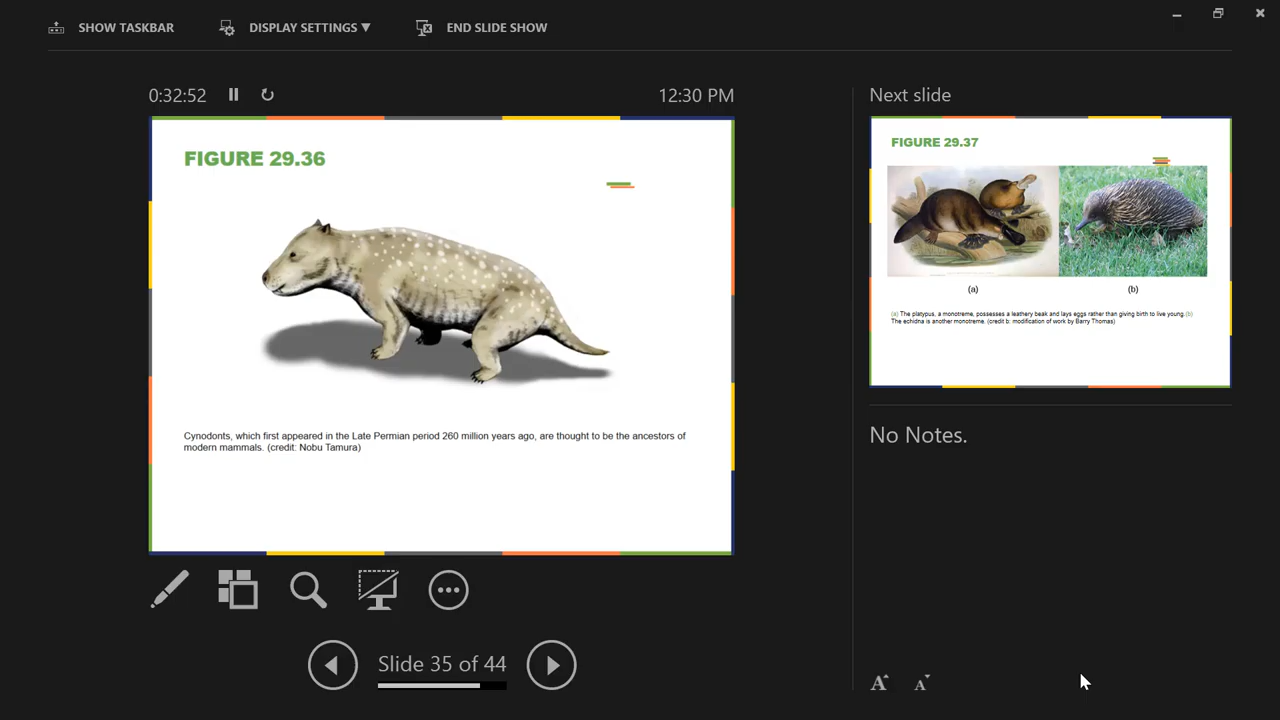 SHOW TASKBAR
DISPLAY SETTINGS
END SLIDE SHOW
0:32:52
12:30 PM
Next slide
FIGURE 29.36
Cynodonts, which first appeared in the Late Permian period 260 million years ago, are thought to be the ancestors of
modern mammals. (credit: Nobu Tamura)
FIGURE 29.37
(a)
(b)
(a) The platypus, a monotreme, possesses a leathery beak and lays eggs rather than giving birth to live young.(b)
The echidna is another monotreme. (credit b: modification of work by Barry Thomas)
No Notes.
Slide 35 of 44
A A